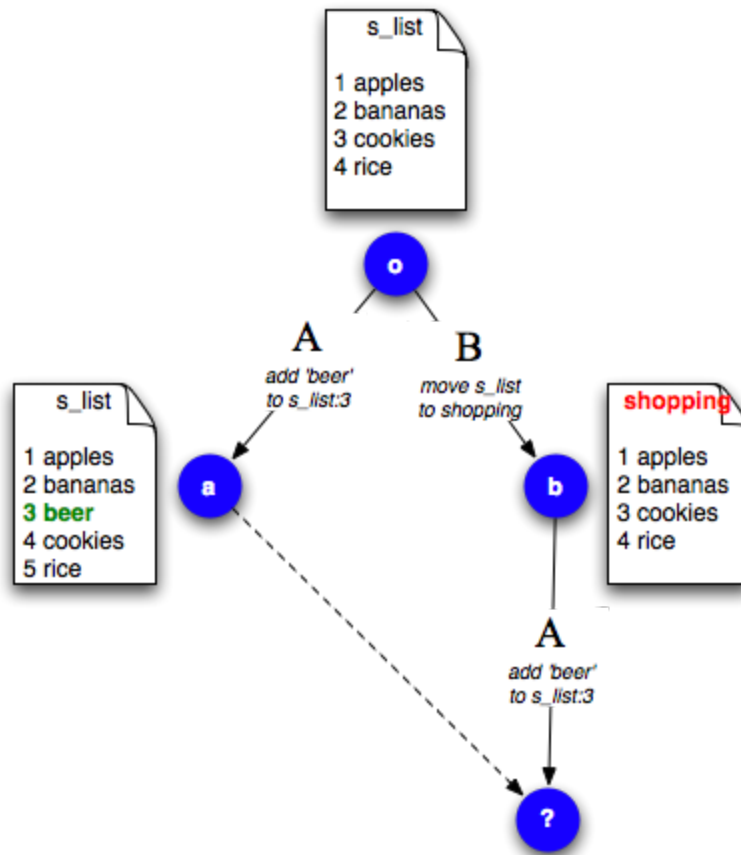 s_list
1 apples
2 bananas
3 cookies
4 rice
o
A
add 'beer'
to s_list:3
B
move s_list
to shopping
s_list
1 apples
2 bananas
3 beer
4 cookies
5 rice
a
b
shopping
1 apples
2 bananas
3 cookies
4 rice
A
add 'beer'
to s_list:3
?